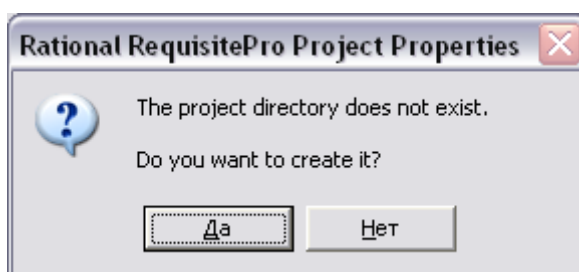 Rational RequisitePro Project Properties
The project directory does not exist.
Do you want to create it?
Да Нет